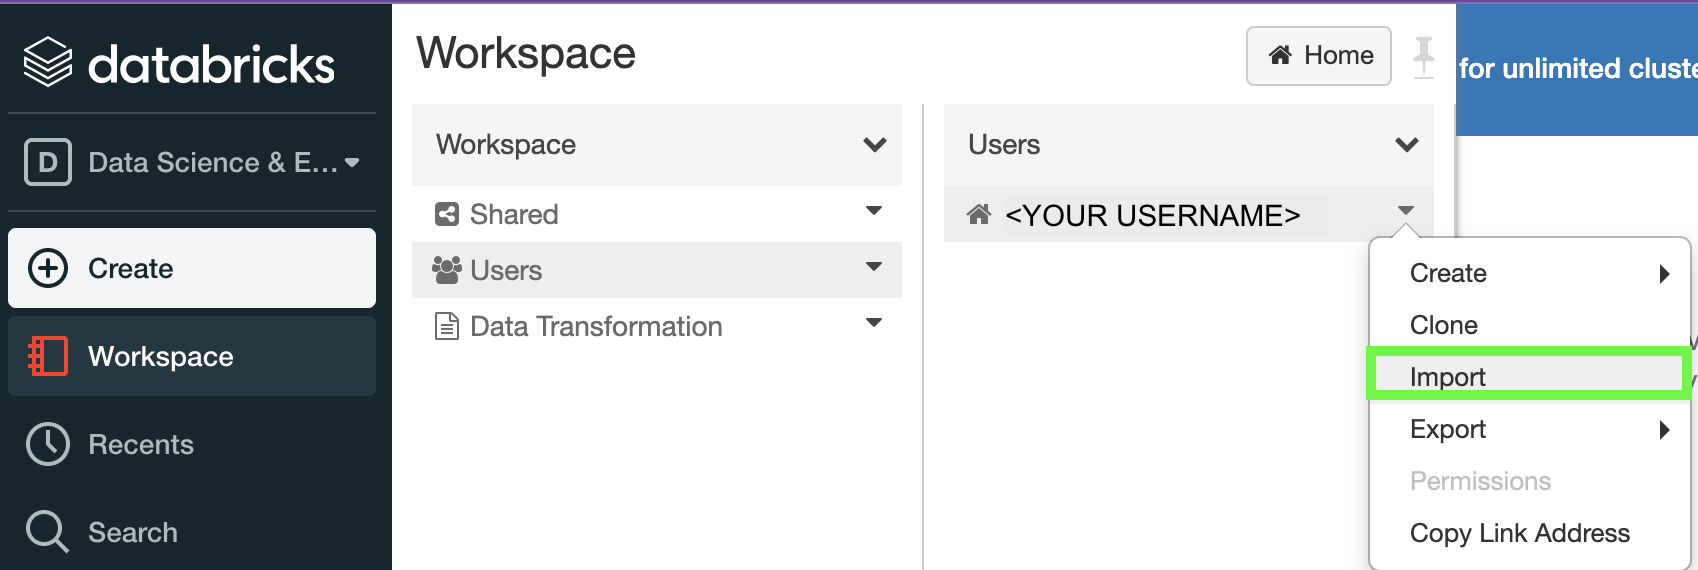 databricks
D Data Science & E...
Create
Workspace
Recents
Search
Workspace
Home
for unlimited
Workspace
Shared
Users
Data Transformation
Users
<YOUR USERNAME>
Create
Clone
Import
Export
Permissions
Copy Link Address